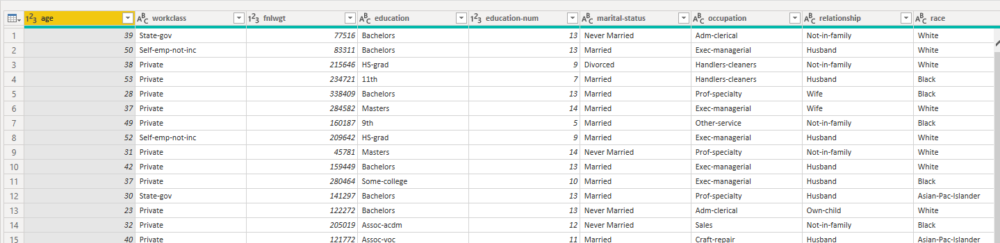 123 age ABC workclass 123 fnlwgt ABC education 123 education-num ABC marital-status ABC occupation ABC relationship ABC race
1 39 State-gov 77516 Bachelors 13 Never Married Adm-clerical Not-in-family White
2 50 Self-emp-not-inc 83311 Bachelors 13 Married Exec-managerial Husband White
3 38 Private 215646 HS-grad 9 Divorced Handlers-cleaners Not-in-family White
4 53 Private 234721 11th 7 Married Handlers-cleaners Husband Black
5 28 Private 338409 Bachelors 13 Married Prof-specialty Wife Black
6 37 Private 284582 Masters 14 Married Exec-managerial Wife White
7 49 Private 160187 9th 5 Married Other-service Not-in-family Black
8 52 Self-emp-not-inc 209642 HS-grad 9 Married Exec-managerial Husband White
9 31 Private 45781 Masters 14 Never Married Prof-specialty Not-in-family White
10 42 Private 159449 Bachelors 13 Married Exec-managerial Husband White
11 37 Private 280464 Some-college 10 Married Exec-managerial Husband Black
12 30 State-gov 141297 Bachelors 13 Married Prof-specialty Husband Asian-Pac-Islander
13 23 Private 122272 Bachelors 13 Never Married Adm-clerical Own-child White
14 32 Private 205019 Assoc-acdm 12 Never Married Sales Not-in-family Black
15 40 Private 121772 Assoc-voc 11 Married Craft-repair Husband Asian-Pac-Islander